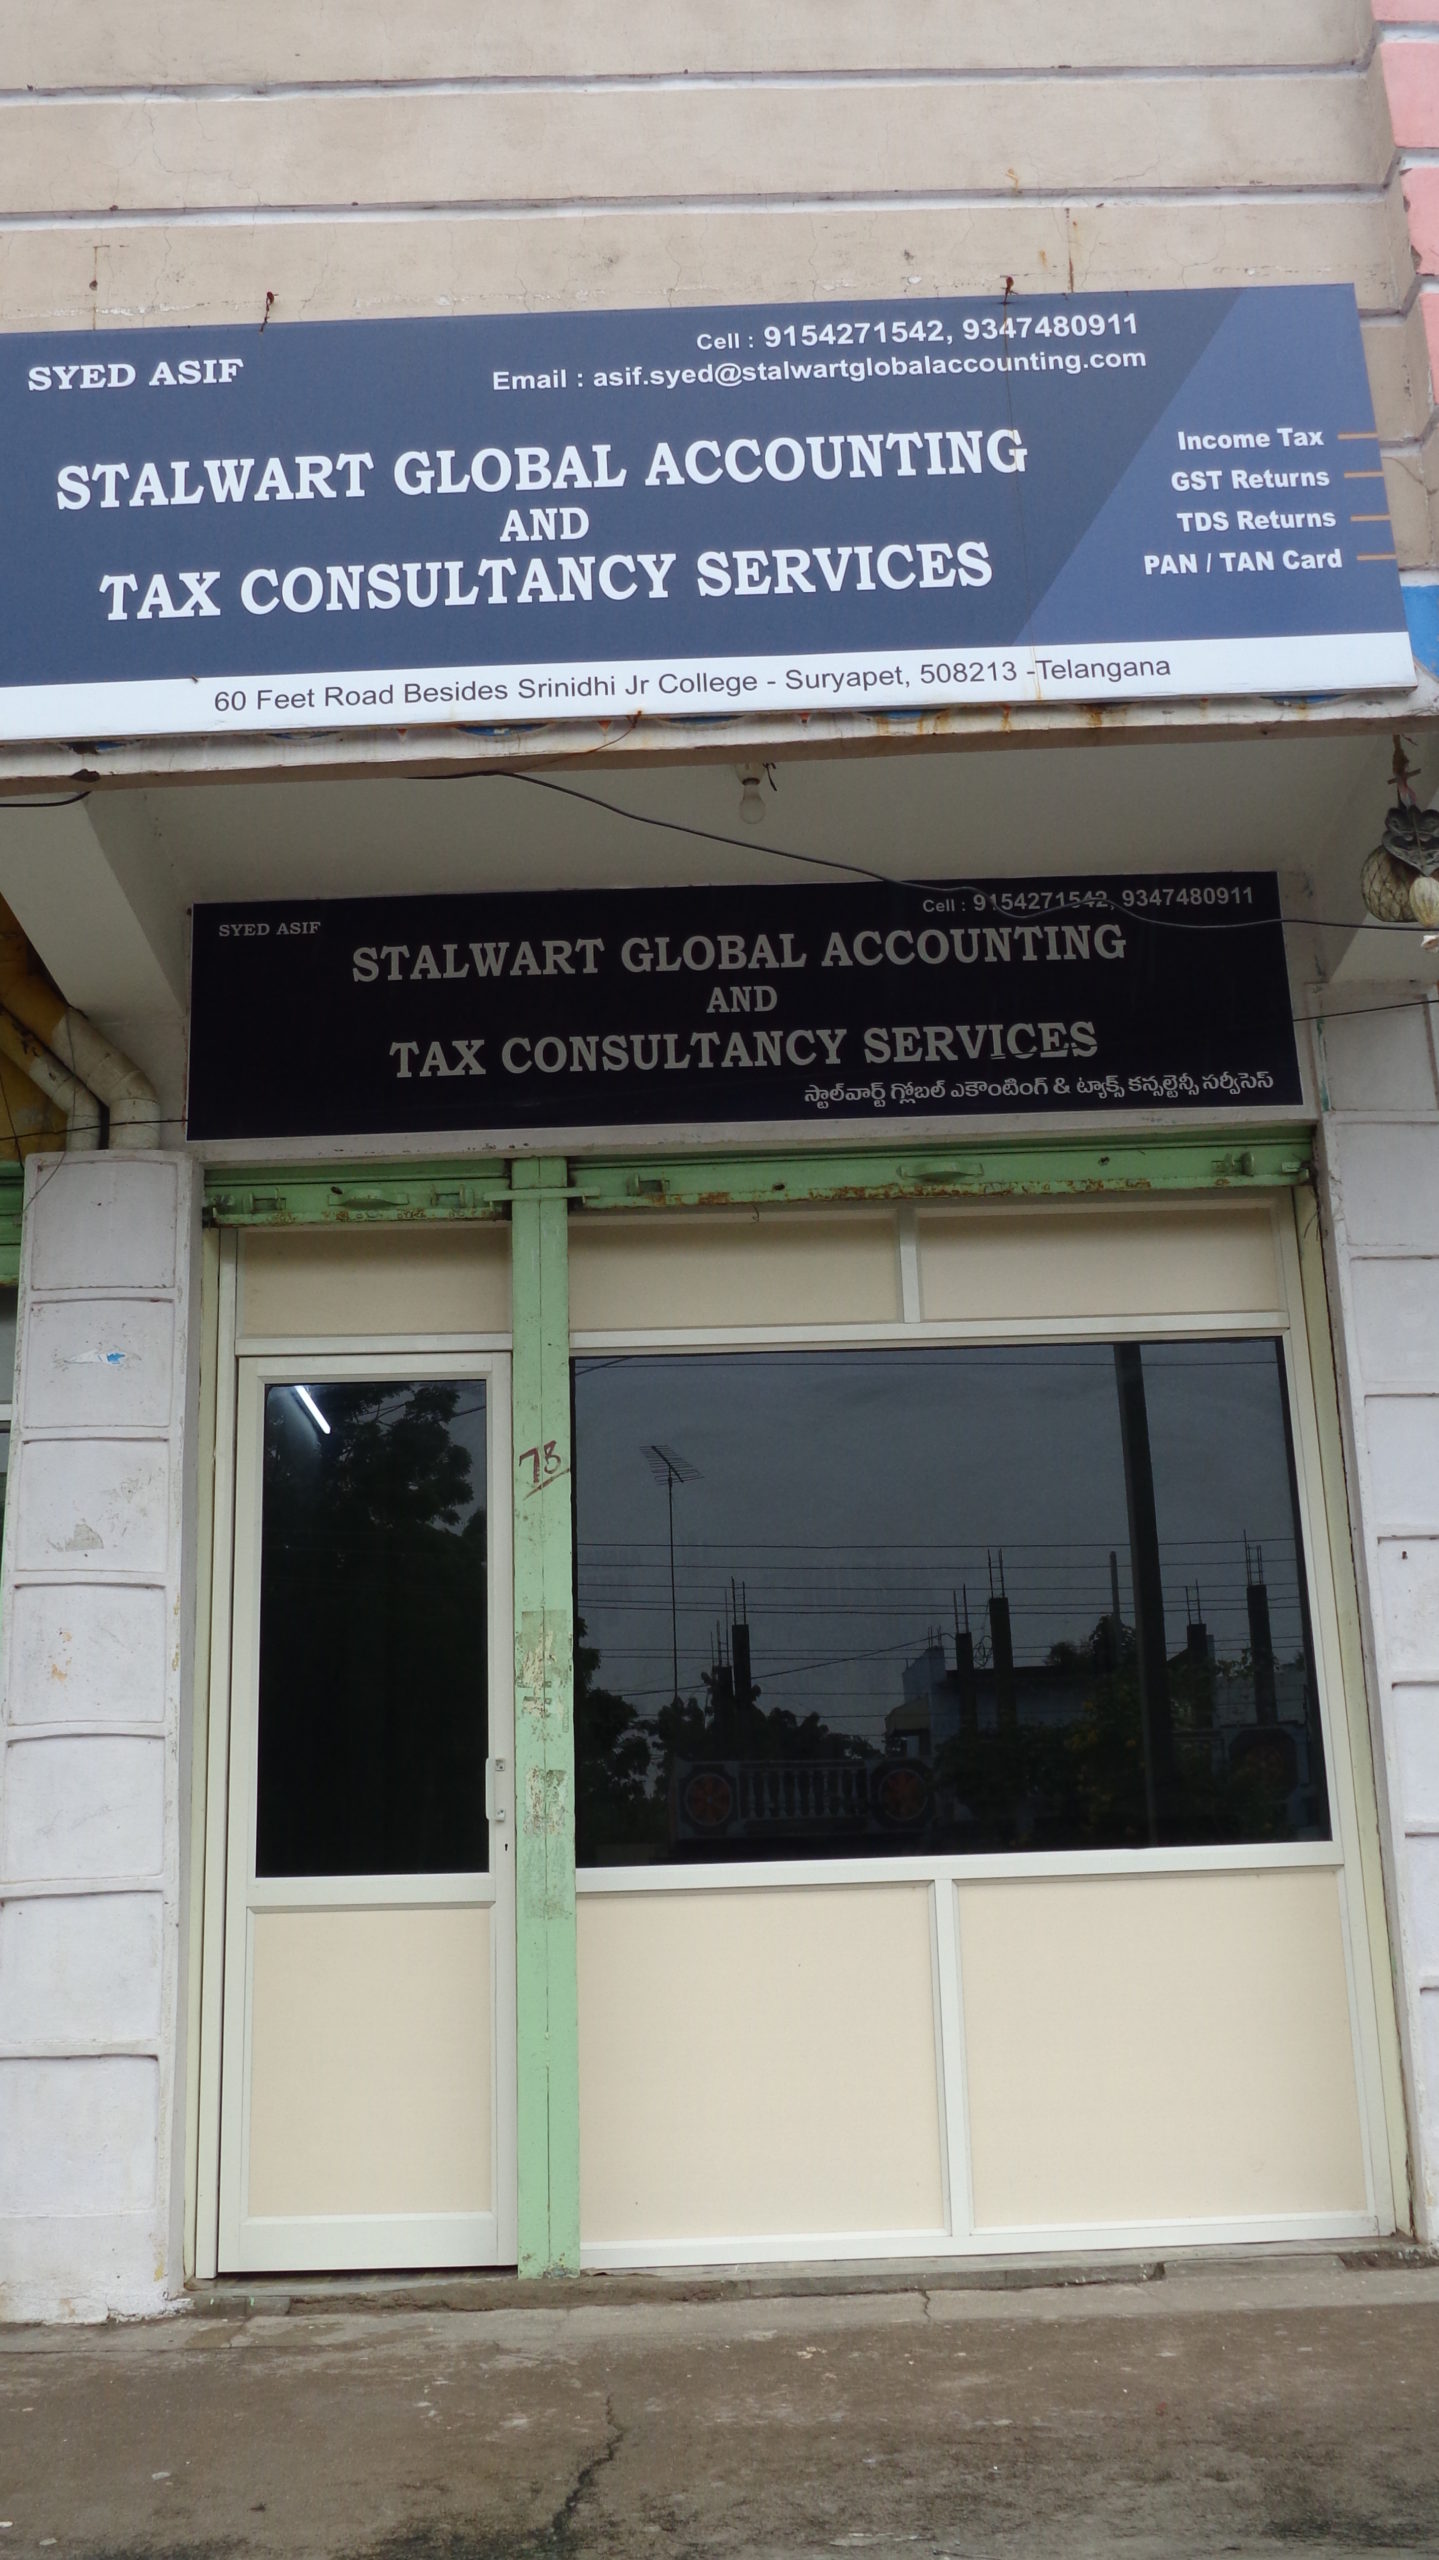 SYED ASIF
Cell : 9154271542, 9347480911
Email : asif.syed@stalwartglobalaccounting.com
STALWART GLOBAL ACCOUNTING
AND
TAX CONSULTANCY SERVICES
Income Tax
GST Returns
TDS Returns
PAN / TAN Card
60 Feet Road Besides Srinidhi Jr College - Suryapet, 508213 -Telangana
SYED ASIF
Cell : 9154271542, 9347480911
STALWART GLOBAL ACCOUNTING
AND
TAX CONSULTANCY SERVICES
స్టాల్‌వార్ట్ గ్లోబల్ ఎకౌంటింగ్ & ట్యాక్స్ కన్సల్టెన్సీ సర్వీసెస్
78